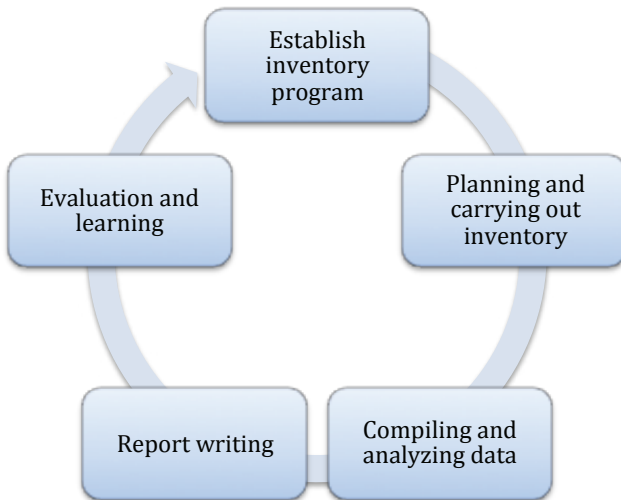 Establish
inventory
program
Planning and
carrying out
inventory
Compiling and
analyzing data
Report writing
Evaluation and
learning